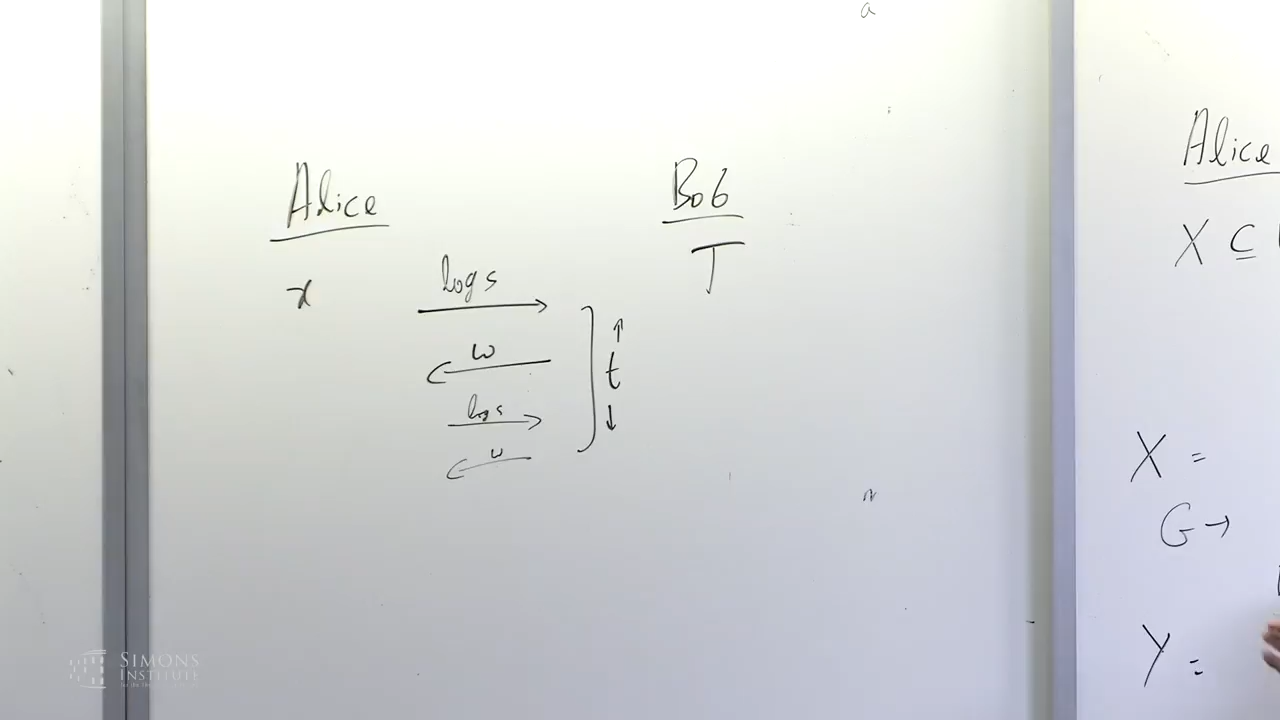 a
Alice Bob
x T
log s
w
t
log s
w
n
Alice
X ⊆
X =
G →
Y =
SIMONS
INSTITUTE